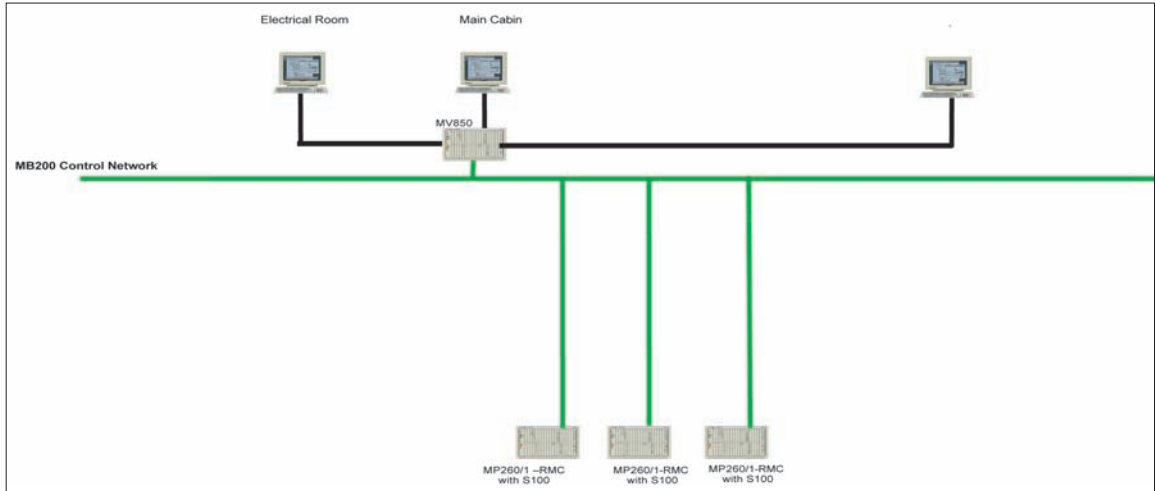 Electrical Room
Main Cabin
MV850
MB200 Control Network
MP260/1 –RMC
with S100
MP260/1-RMC
with S100
MP260/1-RMC
with S100